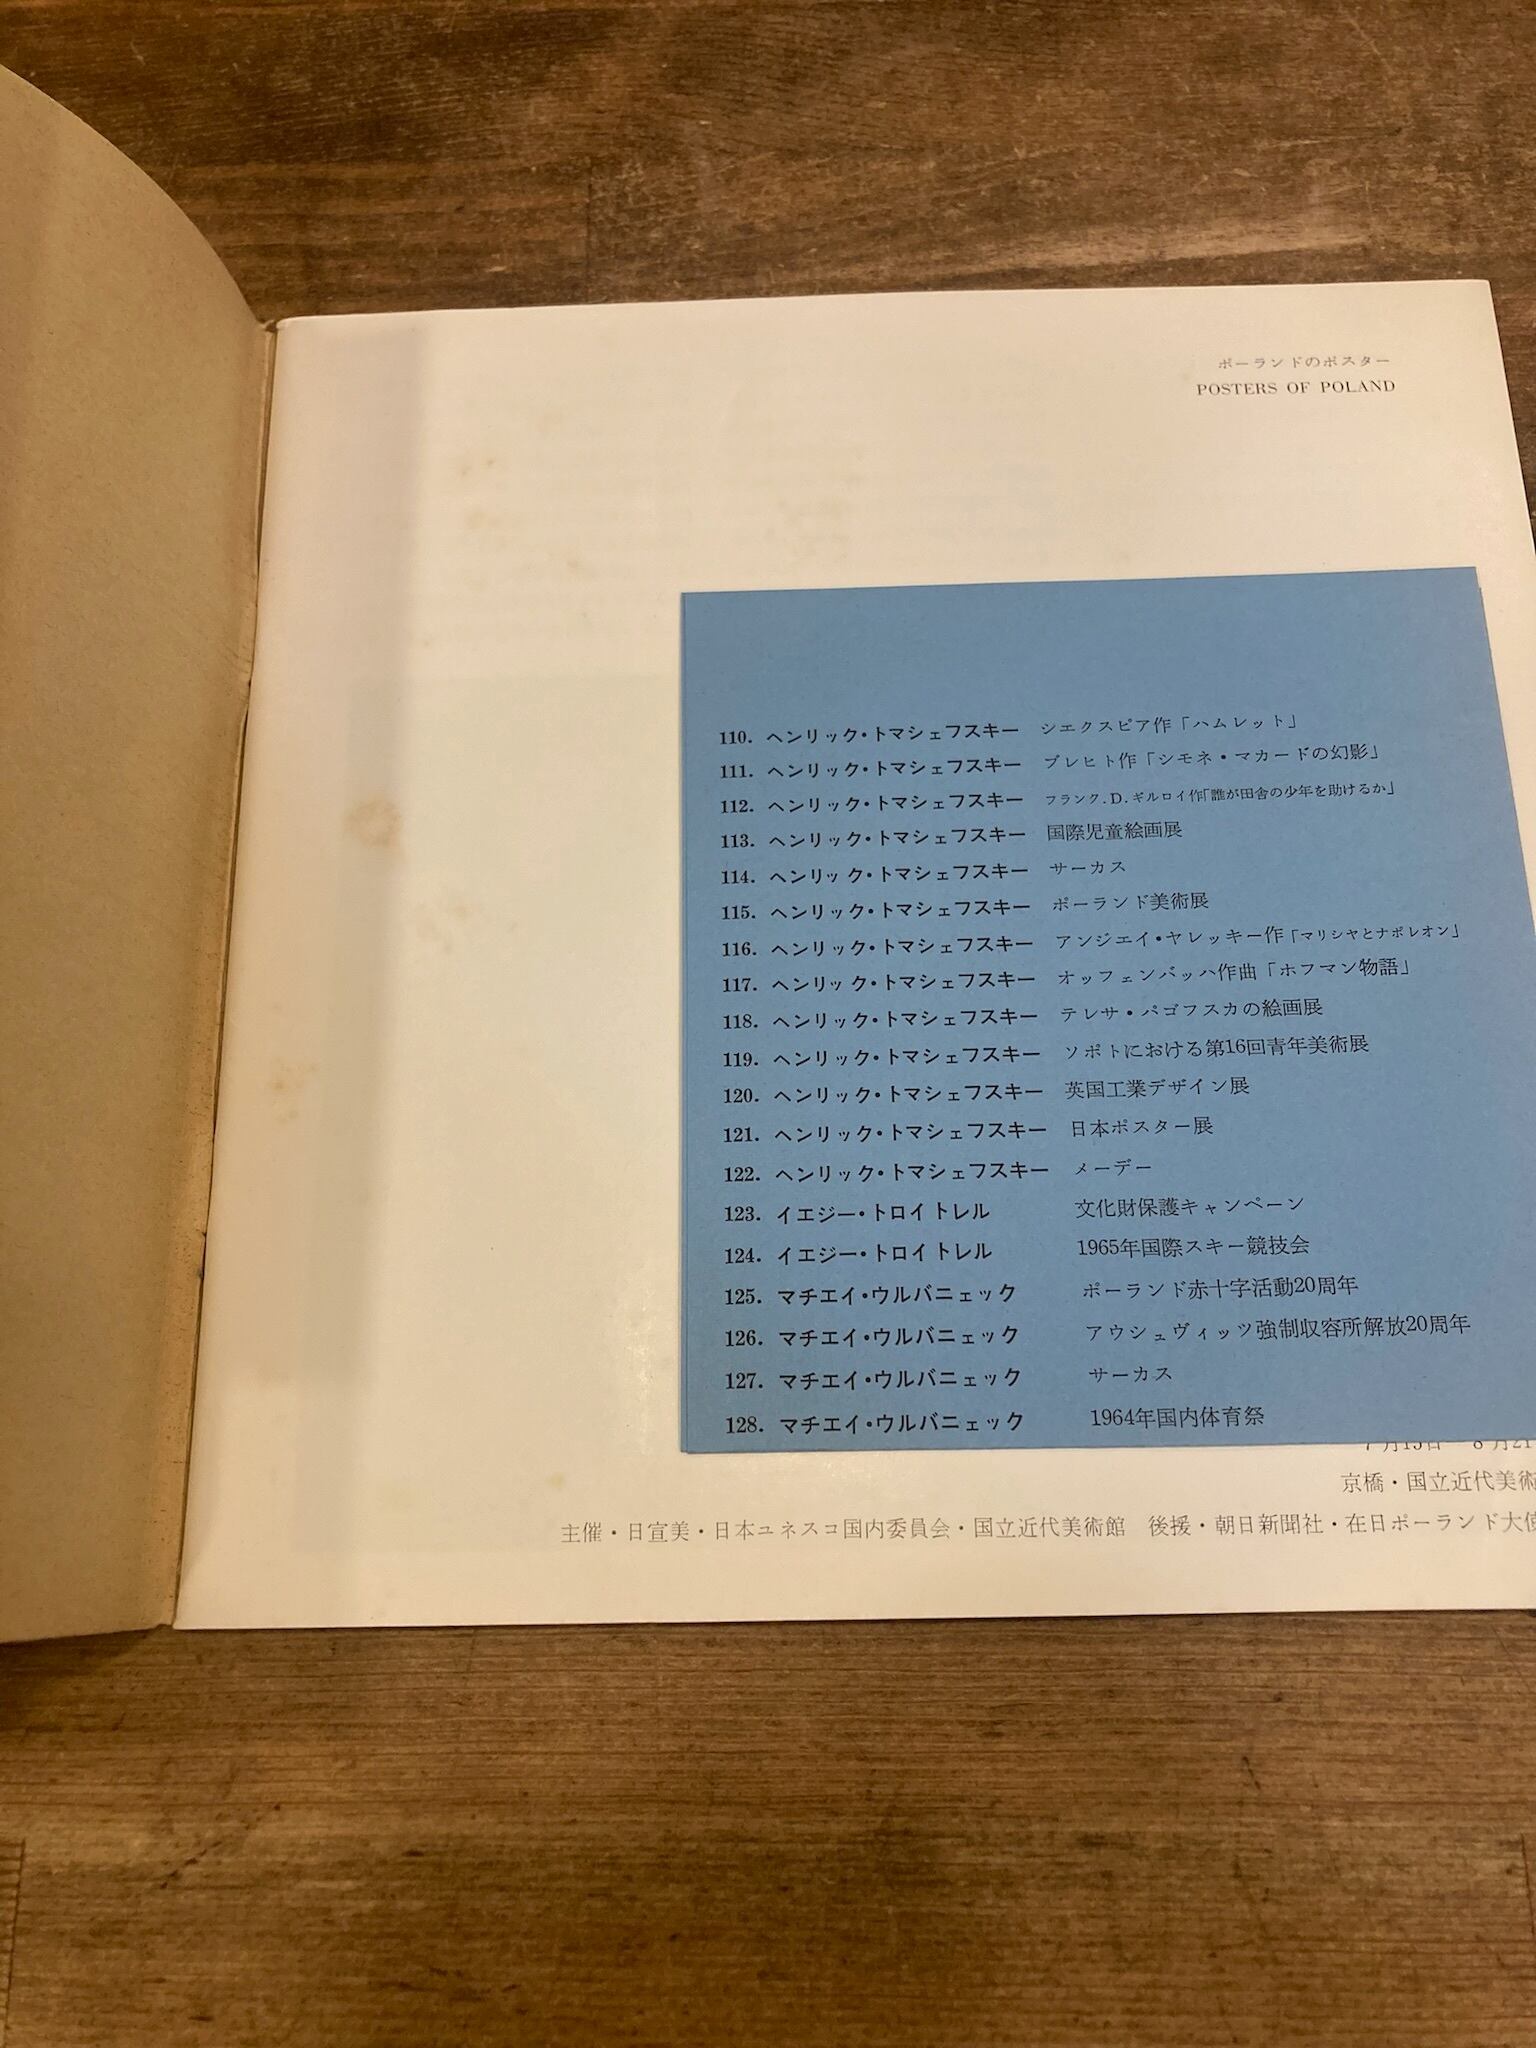 ポーランドのポスター
POSTERS OF POLAND
110. ヘンリック・トマシェフスキー シエクスピア作「ハムレット」
111. ヘンリック・トマシェフスキー ブレヒト作「シモネ・マカードの幻影」
112. ヘンリック・トマシェフスキー フランク.D.ギルロイ作「誰が田舎の少年を助けるか」
113. ヘンリック・トマシェフスキー 国際児童絵画展
114. ヘンリック・トマシェフスキー サーカス
115. ヘンリック・トマシェフスキー ポーランド美術展
116. ヘンリック・トマシェフスキー アンジエイ・ヤレッキー作「マリシヤとナポレオン」
117. ヘンリック・トマシェフスキー オッフェンバッハ作曲「ホフマン物語」
118. ヘンリック・トマシェフスキー テレサ・パゴフスカの絵画展
119. ヘンリック・トマシェフスキー ソポトにおける第16回青年美術展
120. ヘンリック・トマシェフスキー 英国工業デザイン展
121. ヘンリック・トマシェフスキー 日本ポスター展
122. ヘンリック・トマシェフスキー メーデー
123. イエジー・トロイトレル 文化財保護キャンペーン
124. イエジー・トロイトレル 1965年国際スキー競技会
125. マチエイ・ウルバニェック ポーランド赤十字活動20周年
126. マチエイ・ウルバニェック アウシュヴィッツ強制収容所解放20周年
127. マチエイ・ウルバニェック サーカス
128. マチエイ・ウルバニェック 1964年国内体育祭
京橋・国立近代美術
主催・日宣美・日本ユネスコ国内委員会・国立近代美術館 後援・朝日新聞社・在日ポーランド大使